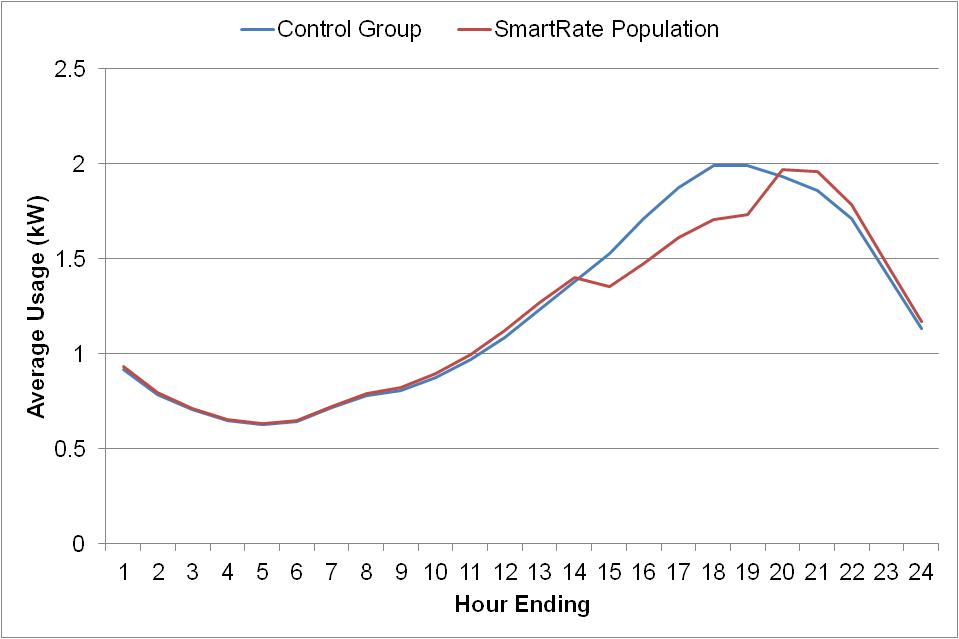 Control Group SmartRate Population
2.5
2
1.5
1
0.5
0
Average Usage (kW)
1 2 3 4 5 6 7 8 9 10 11 12 13 14 15 16 17 18 19 20 21 22 23 24
Hour Ending